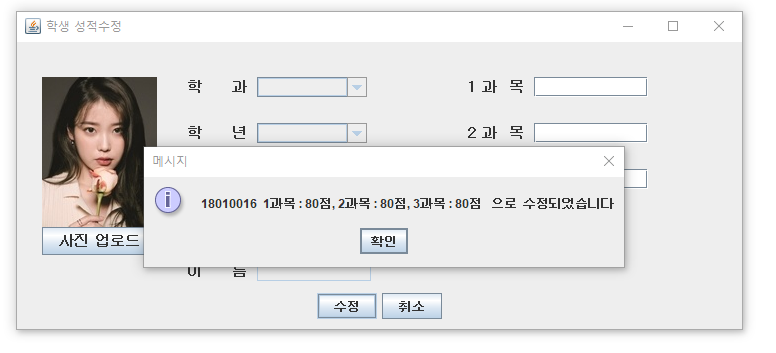 학생 성적수정
학 과
1 과 목
학 년
2 과 목
메시지
18010016 1과목 : 80점, 2과목 : 80점, 3과목 : 80점 으로 수정되었습니다
확인
사진 업로드
이 름
수정
취소